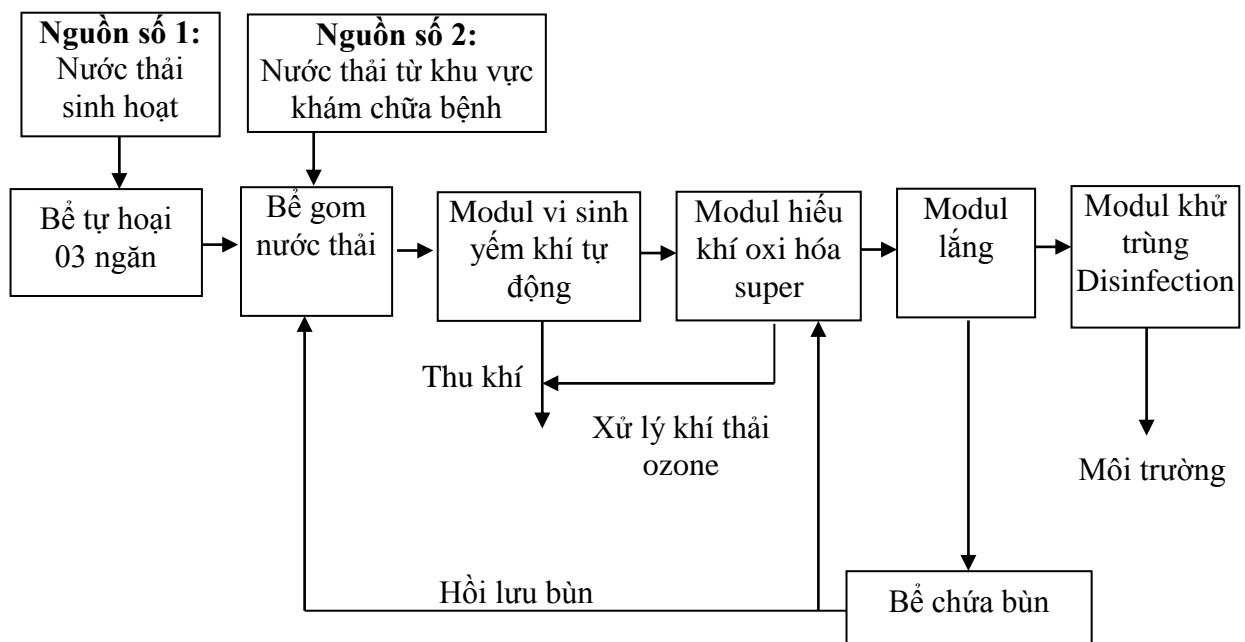 Nguồn số 1:
Nước thải
sinh hoạt
Nguồn số 2:
Nước thải từ khu vực
khám chữa bệnh
Bể tự hoại
03 ngăn
Bể gom
nước thải
Modul vi sinh
yếm khí tự
động
Modul hiếu
khí oxi hóa
super
Modul
lắng
Modul khử
trùng
Disinfection
Thu khí
Xử lý khí thải
ozone
Môi trường
Hồi lưu bùn
Bể chứa bùn